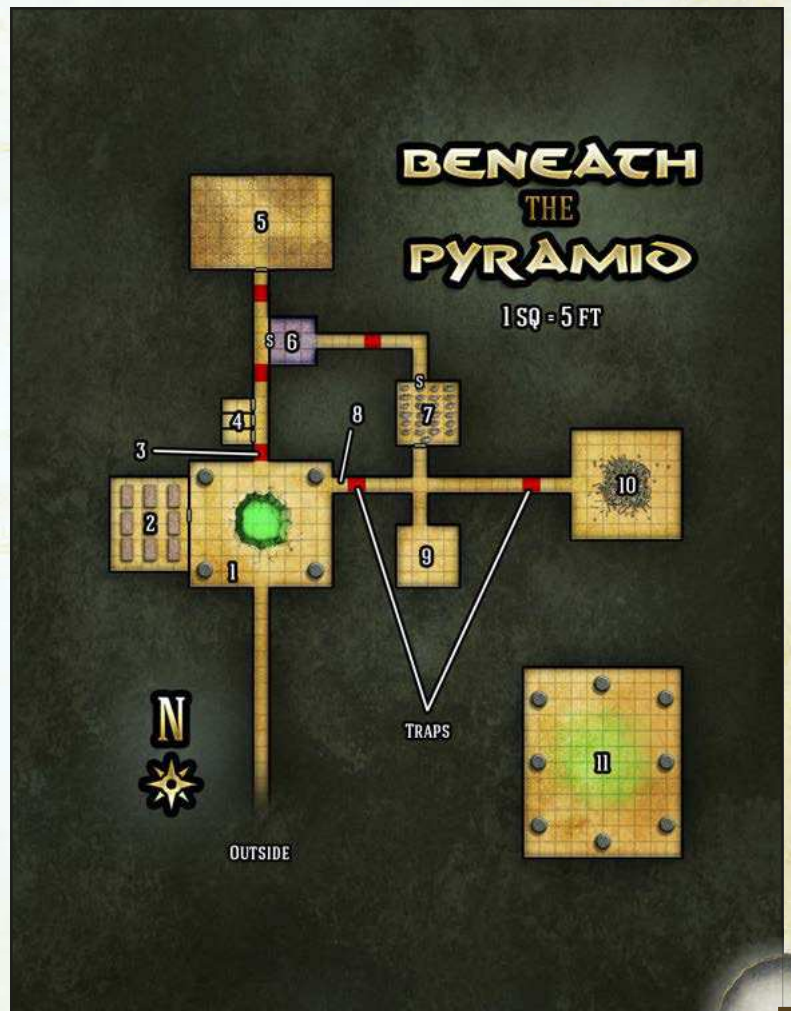 BENEATH
THE
PYRAMID
1 SQ = 5 FT
5
S 6
S
4
7
8
3
10
2
1
9
TRAPS
N
11
OUTSIDE